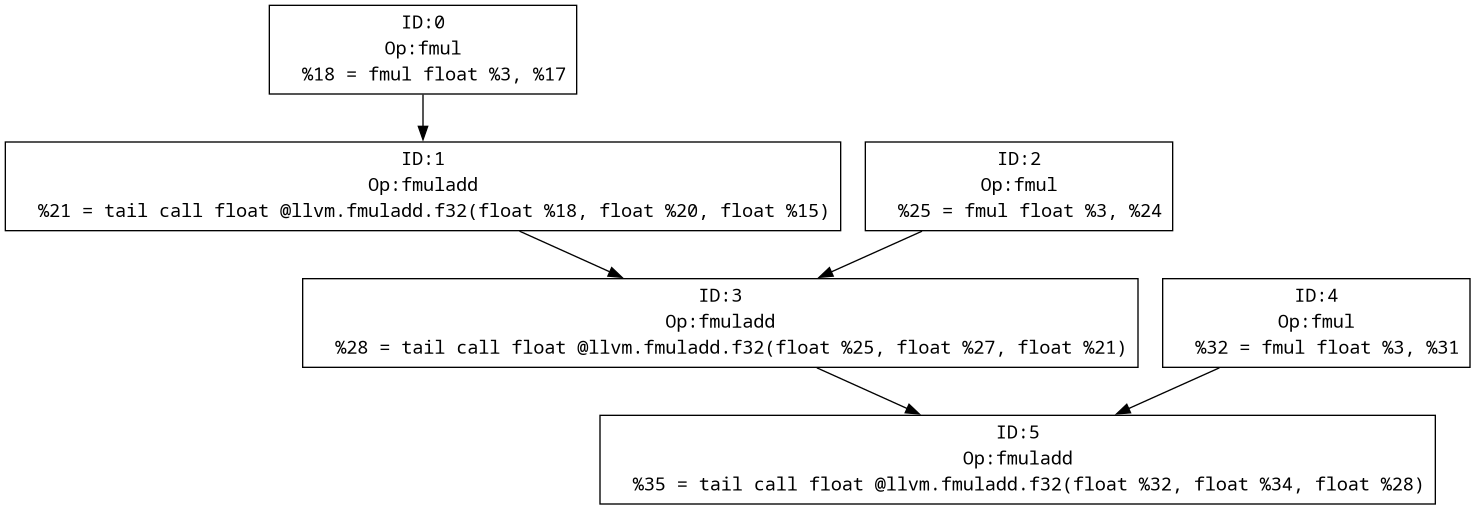 ID:0
Op:fmul
%18 = fmul float %3, %17
ID:1
Op:fmuladd
%21 = tail call float @llvm.fmuladd.f32(float %18, float %20, float %15)
ID:2
Op:fmul
%25 = fmul float %3, %24
ID:3
Op:fmuladd
%28 = tail call float @llvm.fmuladd.f32(float %25, float %27, float %21)
ID:4
Op:fmul
%32 = fmul float %3, %31
ID:5
Op:fmuladd
%35 = tail call float @llvm.fmuladd.f32(float %32, float %34, float %28)